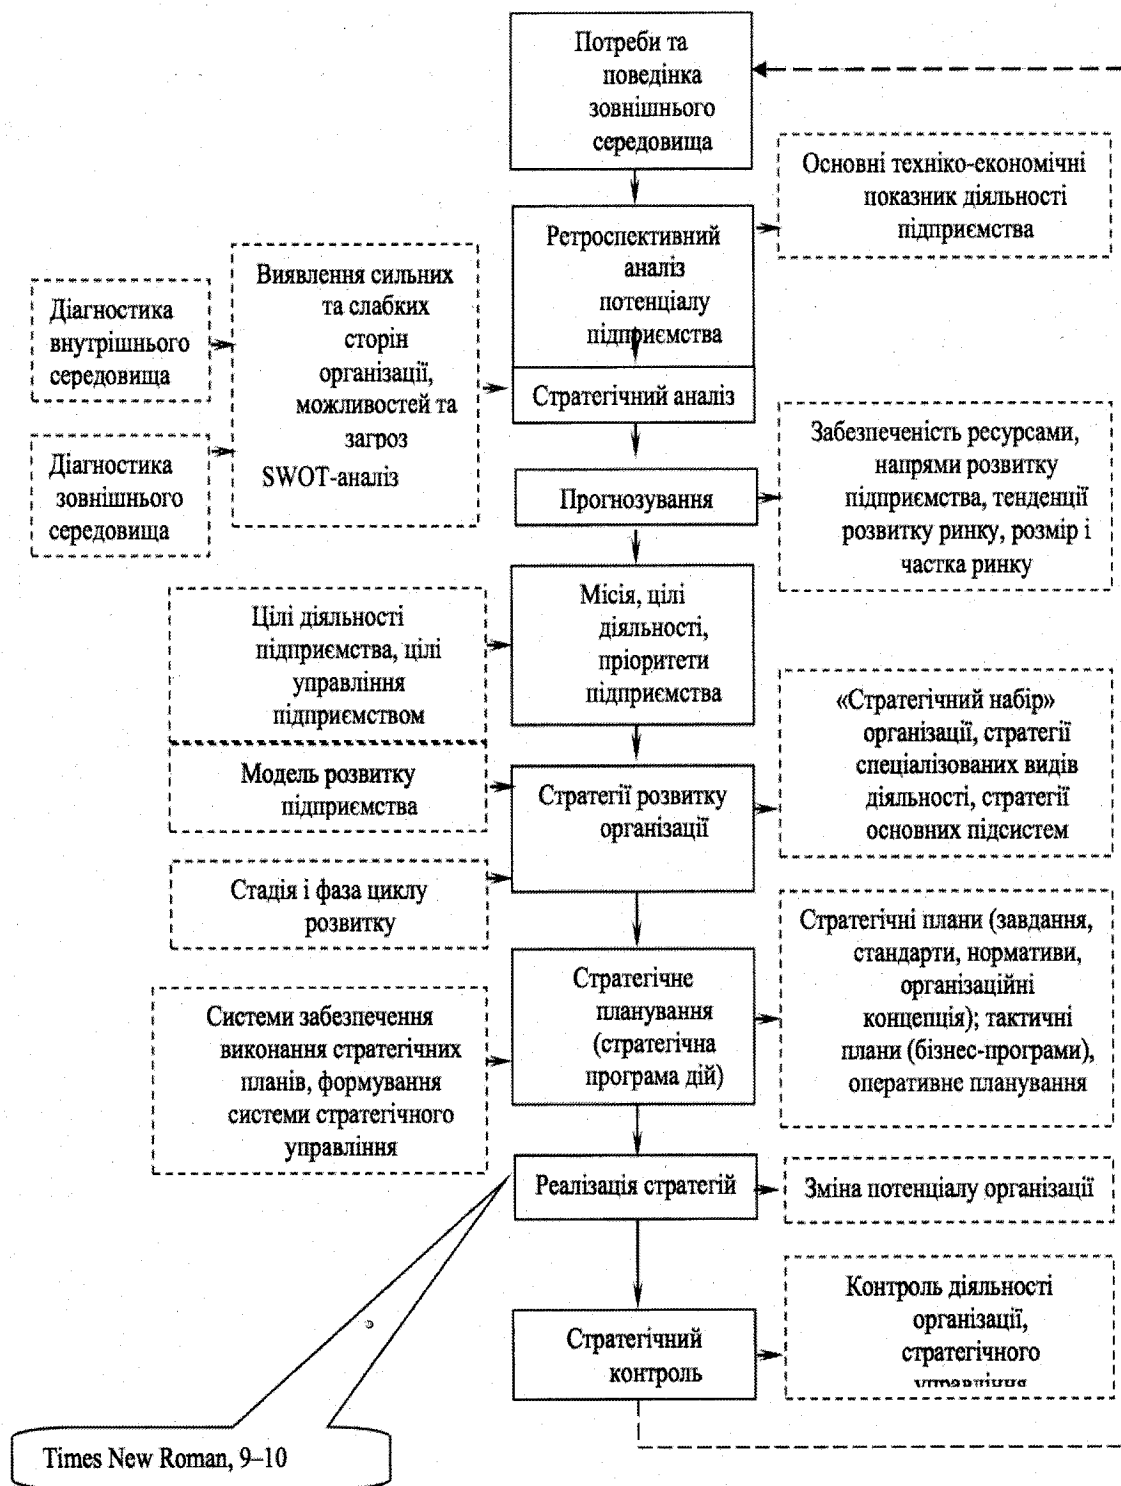 Потреби та
поведінка
зовнішнього
середовища
Основні техніко-економічні
показник діяльності
підприємства
Ретроспективний
аналіз
потенціалу
підприємства
Стратегічний аналіз
Виявлення сильних
та слабких
сторін
організації,
можливостей та
загроз
SWOT-аналіз
Діагностика
внутрішнього
середовища
Діагностика
зовнішнього
середовища
Прогнозування
Забезпеченість ресурсами,
напрями розвитку
підприємства, тенденції
розвитку ринку, розмір і
частка ринку
Місія, цілі
діяльності,
пріоритети
підприємства
Цілі діяльності
підприємства, цілі
управління
підприємством
Модель розвитку
підприємства
Стратегії розвитку
організації
«Стратегічний набір»
організації, стратегії
спеціалізованих видів
діяльності, стратегії
основних підсистем
Стадія і фаза циклу
розвитку
Стратегічне
планування
(стратегічна
програма дій)
Стратегічні плани (завдання,
стандарти, нормативи,
організаційні
концепція); тактичні
плани (бізнес-програми),
оперативне планування
Системи забезпечення
виконання стратегічних
планів, формування
системи стратегічного
управління
Реалізація стратегій
Зміна потенціалу організації
Стратегічний
контроль
Контроль діяльності
організації,
стратегічного
управління
Times New Roman, 9–10